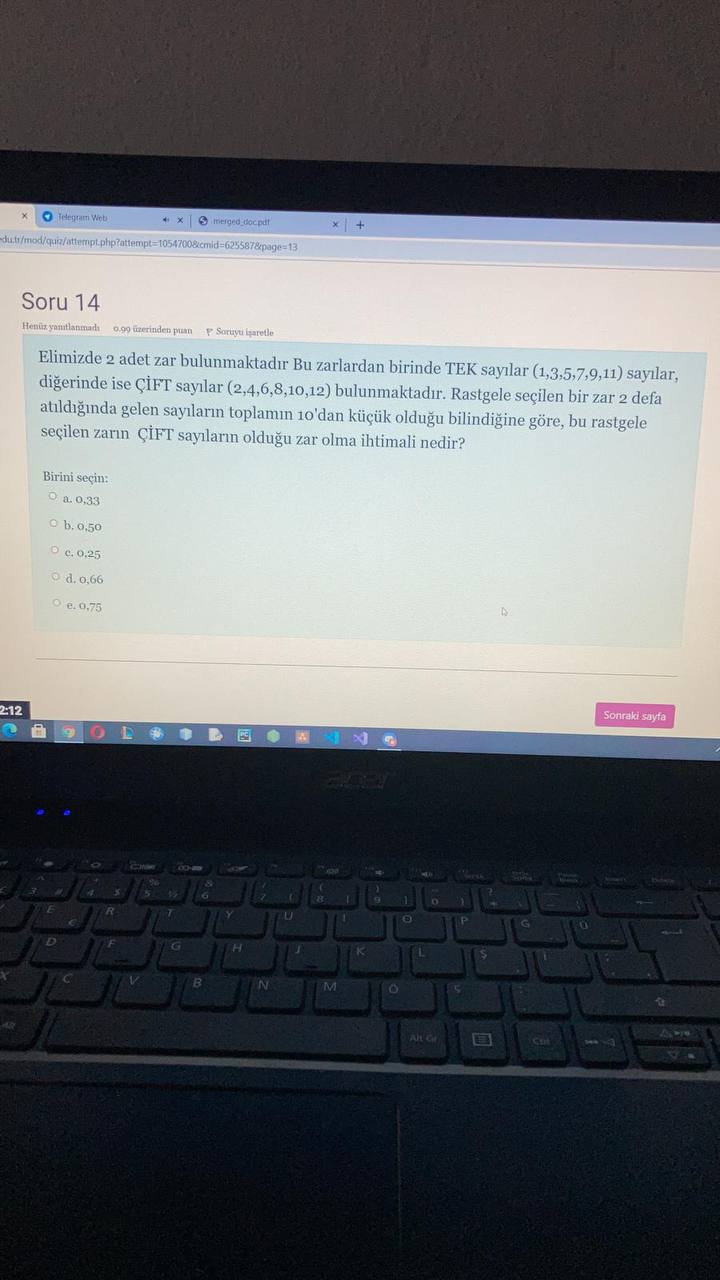 Telegram Web
merged_doc.pdf
edu.tr/mod/quiz/attempt.php?attempt=1054700&cmid=625587&page=13
Soru 14
Henüz yanıtlanmadı 0,99 üzerinden puan Soruyu işaretle
Elimizde 2 adet zar bulunmaktadır Bu zarlardan birinde TEK sayılar (1,3,5,7,9,11) sayılar,
diğerinde ise ÇİFT sayılar (2,4,6,8,10,12) bulunmaktadır. Rastgele seçilen bir zar 2 defa
atıldığında gelen sayıların toplamın 10'dan küçük olduğu bilindiğine göre, bu rastgele
seçilen zarın ÇİFT sayıların olduğu zar olma ihtimali nedir?
Birini seçin:
a. 0,33
b. 0,50
c. 0,25
d. 0,66
e. 0,75
2:12
Sonraki sayfa
acer
E R T Y U I O P Ğ Ü
D F G H J K L Ş İ
X C V B N M Ö Ç
Alt Alt Gr Ctrl